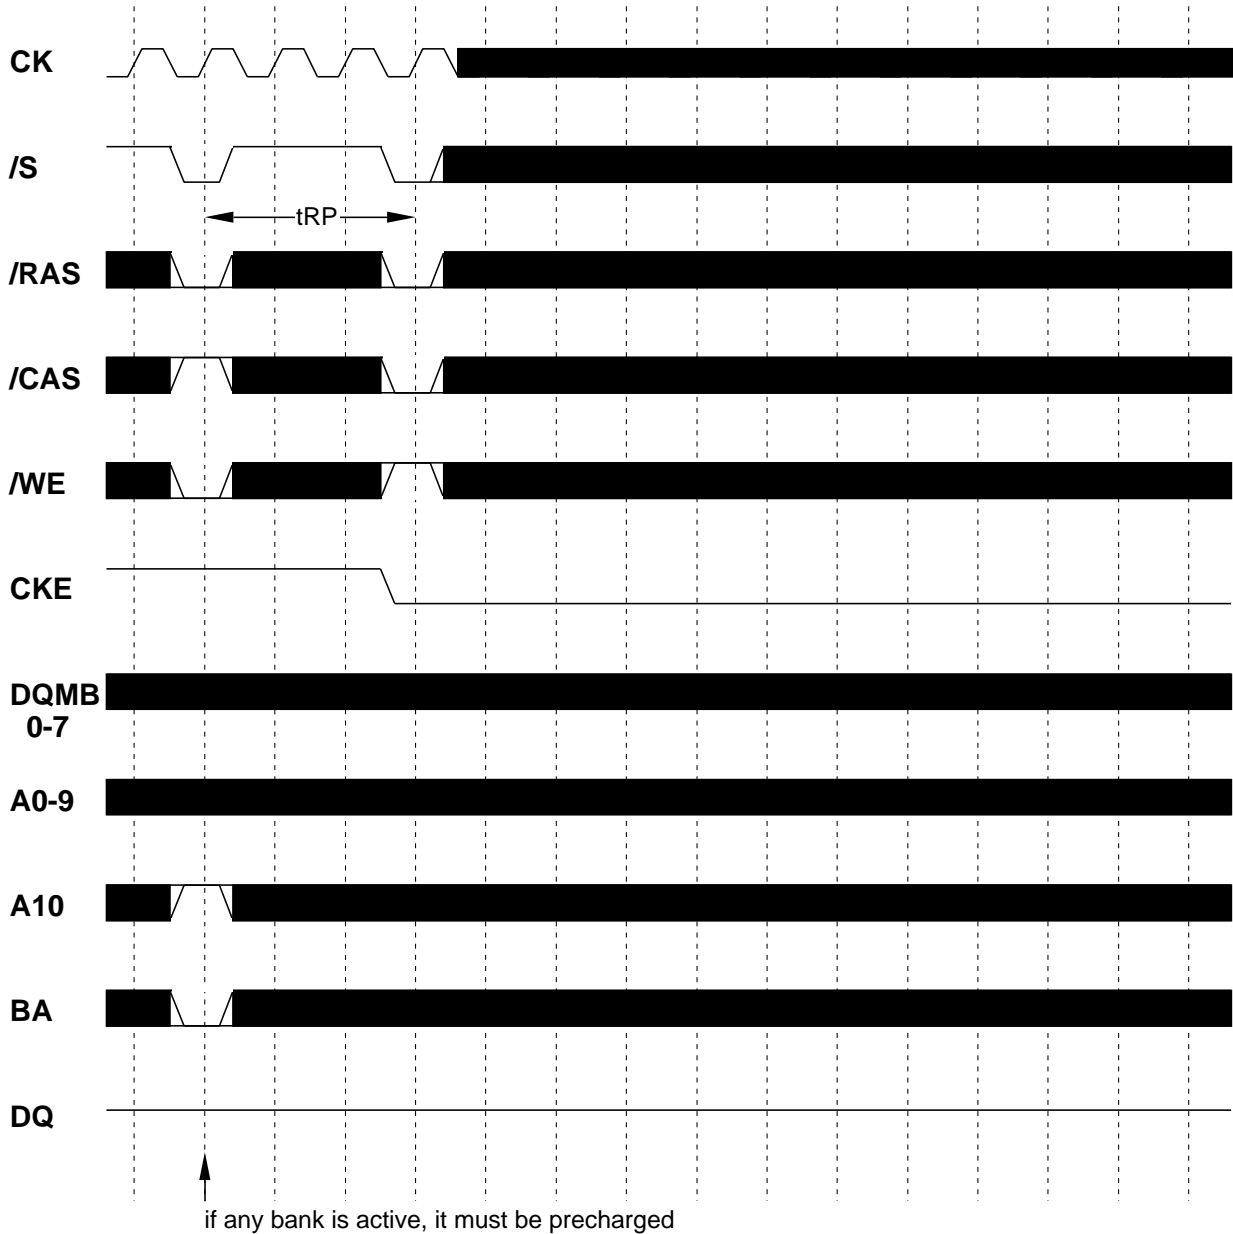 CK
/S
tRP
/RAS
/CAS
/WE
CKE
DQMB
0-7
A0-9
A10
BA
DQ
if any bank is active, it must be precharged